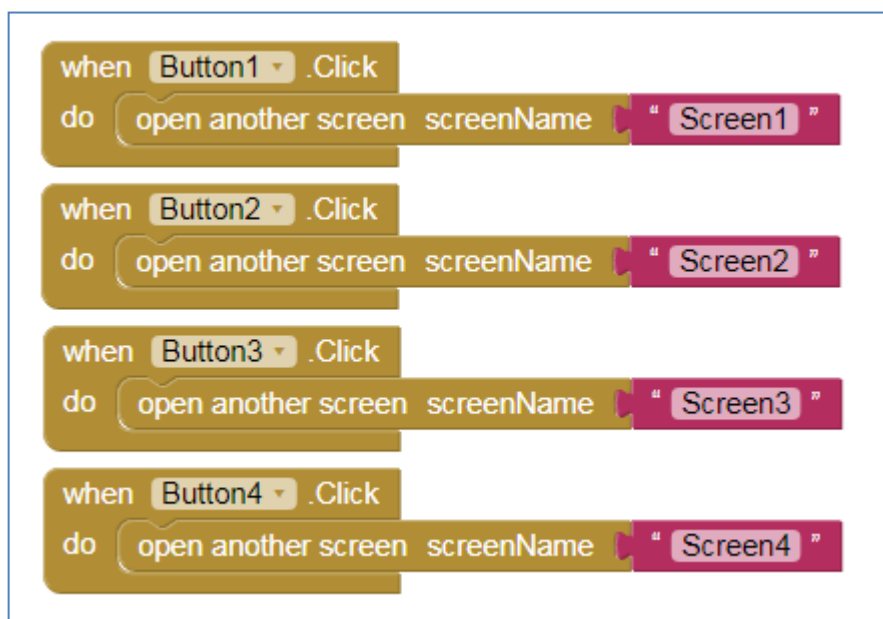 when Button1 .Click
do open another screen screenName “ Screen1 ”
when Button2 .Click
do open another screen screenName “ Screen2 ”
when Button3 .Click
do open another screen screenName “ Screen3 ”
when Button4 .Click
do open another screen screenName “ Screen4 ”